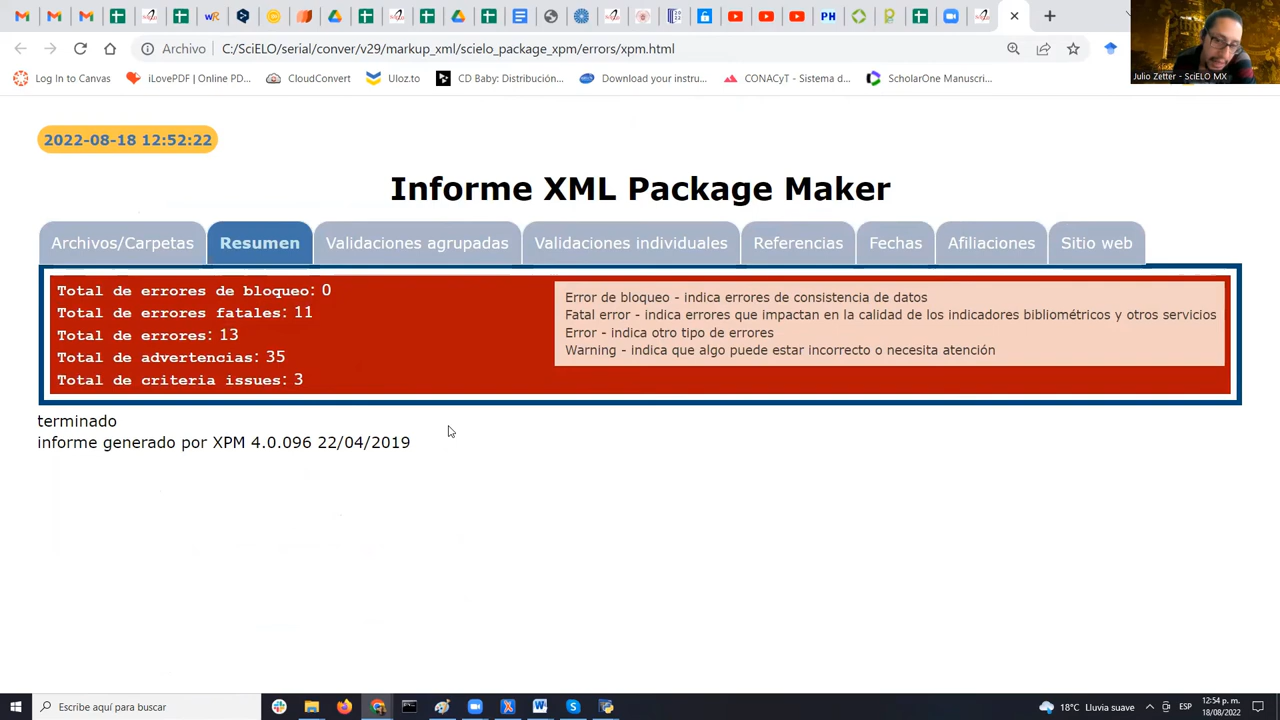 Archivo
C:/SciELO/serial/conver/v29/markup_xml/scielo_package_xpm/errors/xpm.html
Julio Zetter - SciELO MX
Log In to Canvas
iLovePDF | Online PD...
CloudConvert
Uloz.to
CD Baby: Distribución...
Download your instru...
CONACyT - Sistema d...
ScholarOne Manuscri...
2022-08-18 12:52:22
Informe XML Package Maker
Archivos/Carpetas
Resumen
Validaciones agrupadas
Validaciones individuales
Referencias
Fechas
Afiliaciones
Sitio web
Total de errores de bloqueo: 0
Total de errores fatales: 11
Total de errores: 13
Total de advertencias: 35
Total de criteria issues: 3
Error de bloqueo - indica errores de consistencia de datos
Fatal error - indica errores que impactan en la calidad de los indicadores bibliométricos y otros servicios
Error - indica otro tipo de errores
Warning - indica que algo puede estar incorrecto o necesita atención
terminado
informe generado por XPM 4.0.096 22/04/2019
Escribe aquí para buscar
18°C Lluvia suave
ESP
12:54 p. m.
18/08/2022